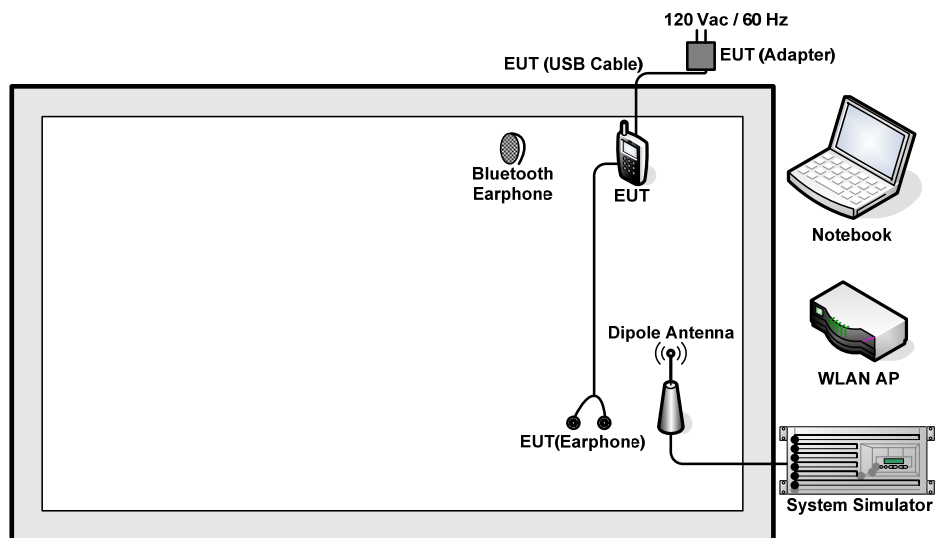 120 Vac / 60 Hz
EUT (USB Cable)
EUT (Adapter)
Bluetooth
Earphone
EUT
Notebook
Dipole Antenna
WLAN AP
EUT(Earphone)
System Simulator